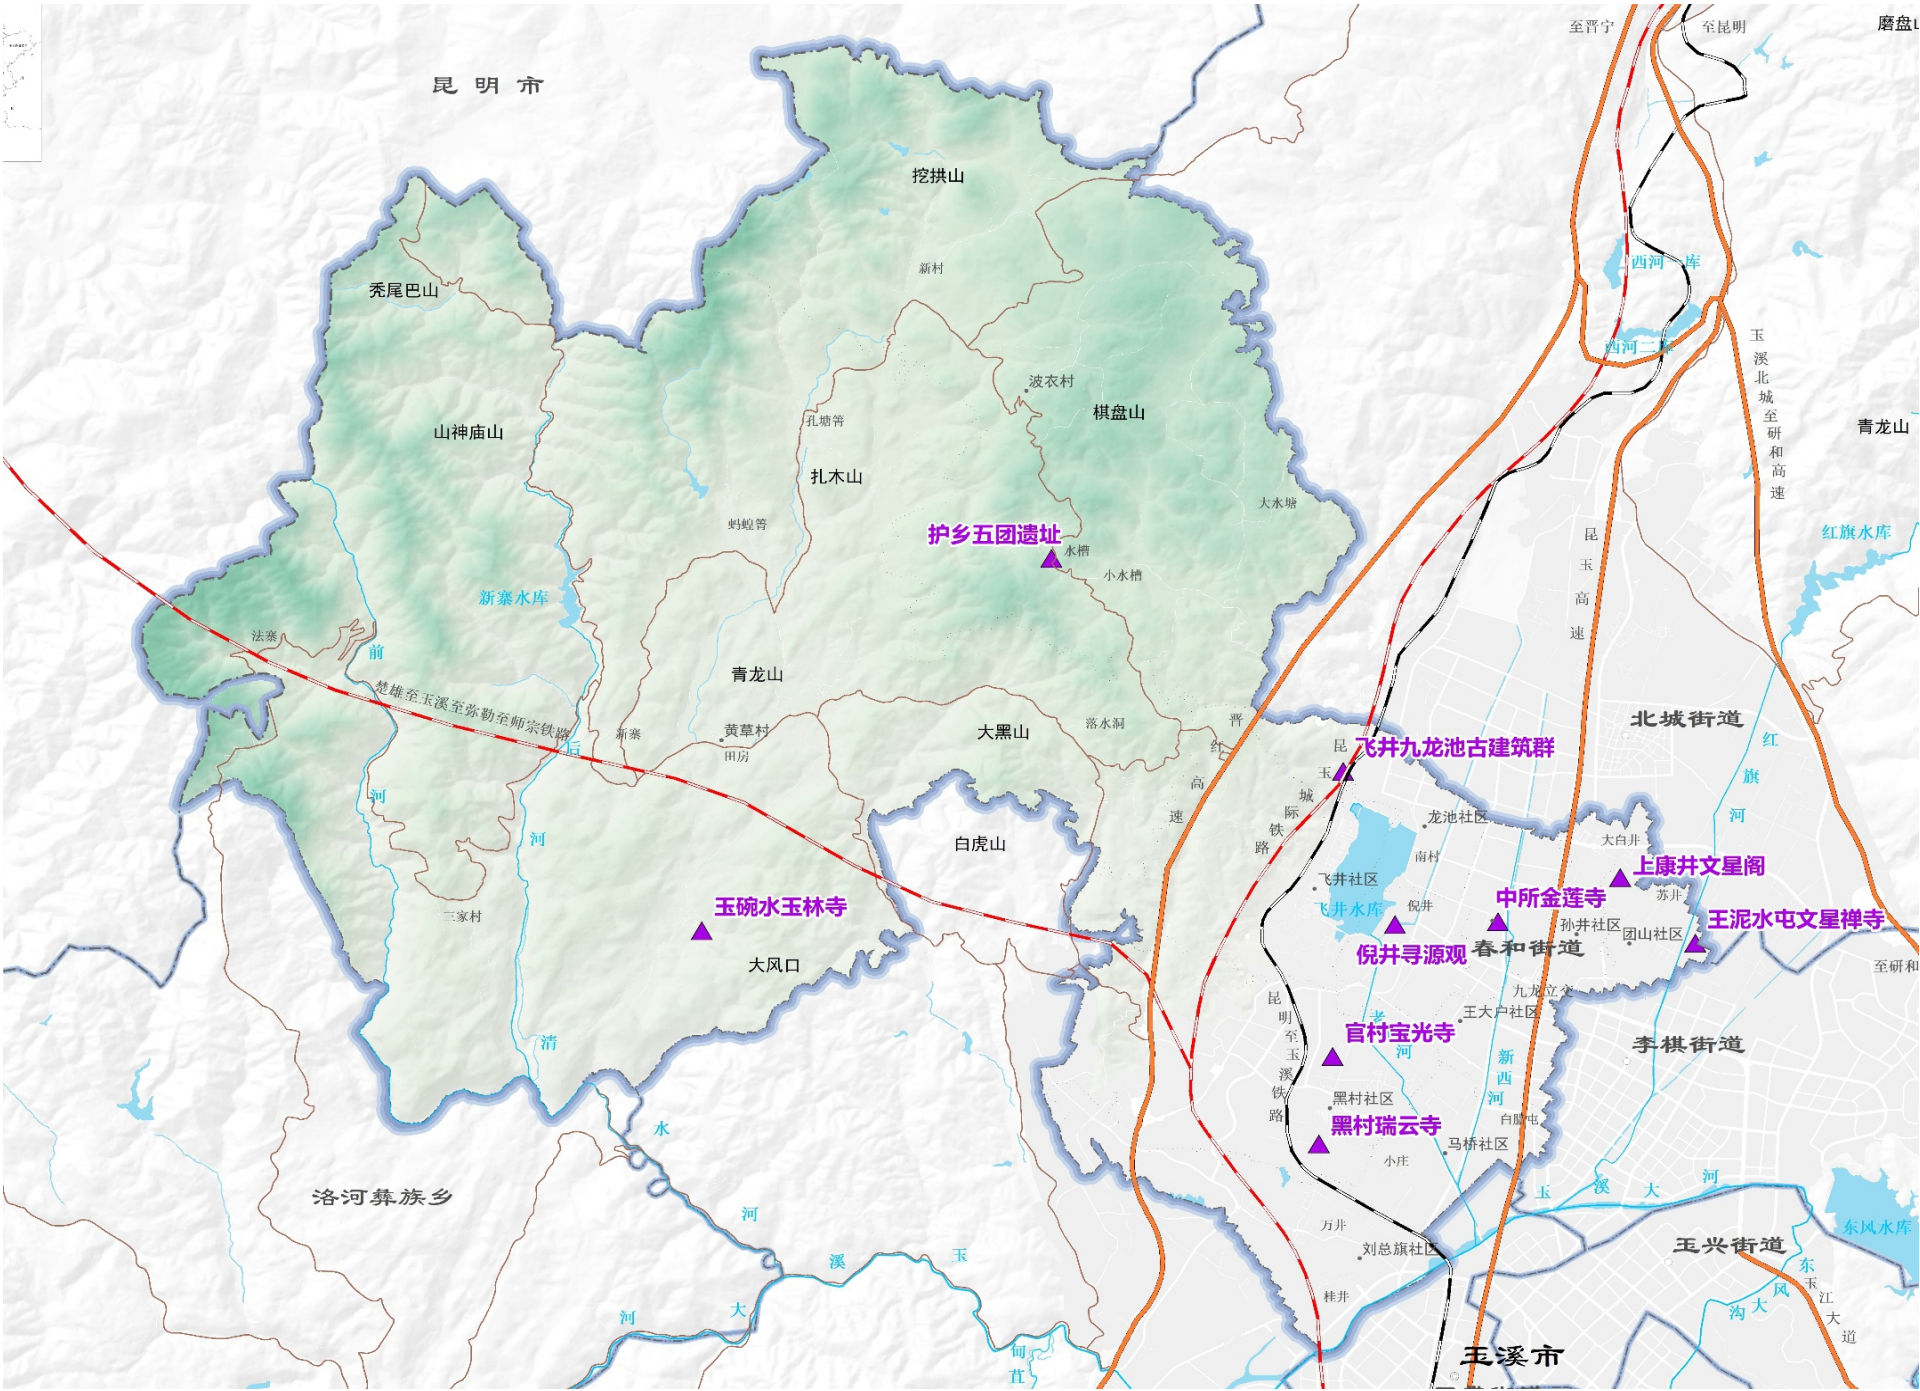 至晋宁
至昆明
磨盘山
昆明市
挖拱山
西河一库
新村
秃尾巴山
西河二库
玉溪北城至研和高速
波衣村
棋盘山
孔塘箐
山神庙山
青龙山
扎木山
大水塘
蚂蝗箐
护乡五团遗址
水槽
小水槽
昆玉高速
红旗水库
新寨水库
法寨
前河
青龙山
楚雄至玉溪至弥勒至师宗铁路
新寨
黄草村
田房
大黑山
落水洞
晋红高速
北城街道
红旗河
后河
飞井九龙池古建筑群
昆玉城际铁路
龙池社区
南村
大白井
白虎山
上康井文星阁
飞井社区
飞井水库
倪井
中所金莲寺
苏井
三家村
玉碗水玉林寺
孙井社区
团山社区
王泥水屯文星禅寺
倪井寻源观
春和街道
大风口
至研和
九龙立交
王大户社区
昆明至玉溪铁路
老
河
官村宝光寺
李棋街道
清
新西河
黑村社区
黑村瑞云寺
白腊屯
水
河
马桥社区
小庄
洛河彝族乡
玉溪大河
万井
刘总旗社区
玉兴街道
东风水库
玉
溪
大
河
桂井
东风大沟
玉江大道
甸苴
玉溪市